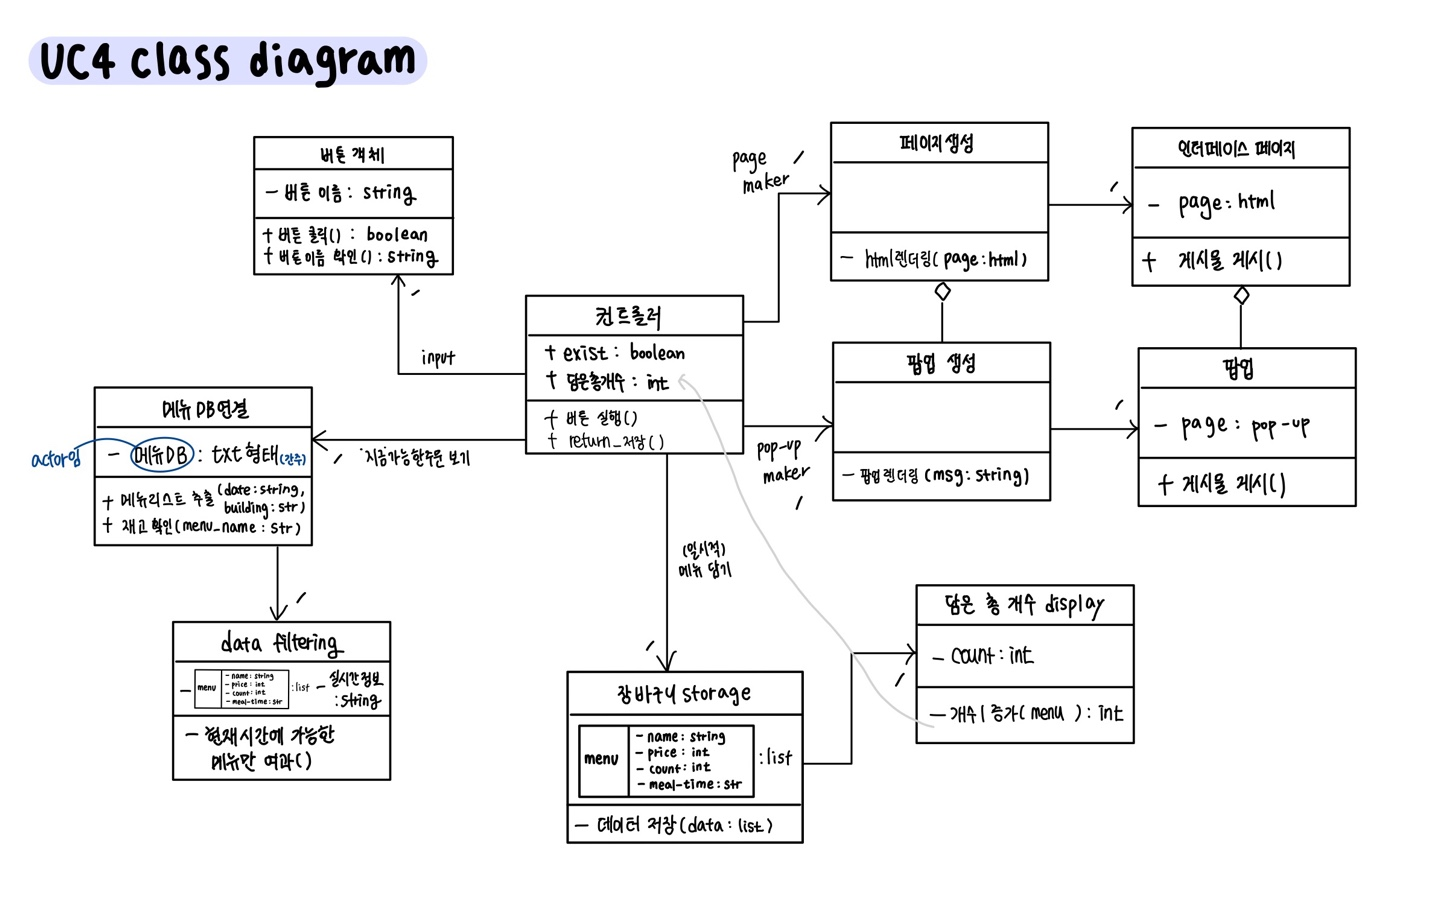 UC4 class diagram
버튼 객체
- 버튼 이름 : string
+ 버튼 클릭() : boolean
+ 버튼이름 확인() : string
input
컨트롤러
+ exist : boolean
+ 담은총개수 : int
+ 버튼 실행()
+ return_저장()
page
maker
페이지생성
- html렌더링(page:html)
인터페이스 페이지
- page : html
+ 게시물 게시()
pop-up
maker
팝업 생성
- 팝업렌더링(msg:string)
팝업
- page : pop-up
+ 게시물 게시()
메뉴 DB연결
actor임
- 메뉴DB : txt형태(간주)
+ 메뉴리스트 추출(date:string,
building:str)
+ 재고 확인(menu_name : str)
지금가능한주문 보기
data filtering
- menu
- name : string
- price : int
- count : int
- meal-time : str
: list
- 실시간정보
: string
- 현재시간에 가능한
메뉴만 여과()
(일시적)
메뉴 담기
장바구니 storage
menu
- name : string
- price : int
- count : int
- meal-time : str
: list
- 데이터 저장(data : list)
담은 총 개수 display
- count : int
- 개수 1 증가(menu ) : int